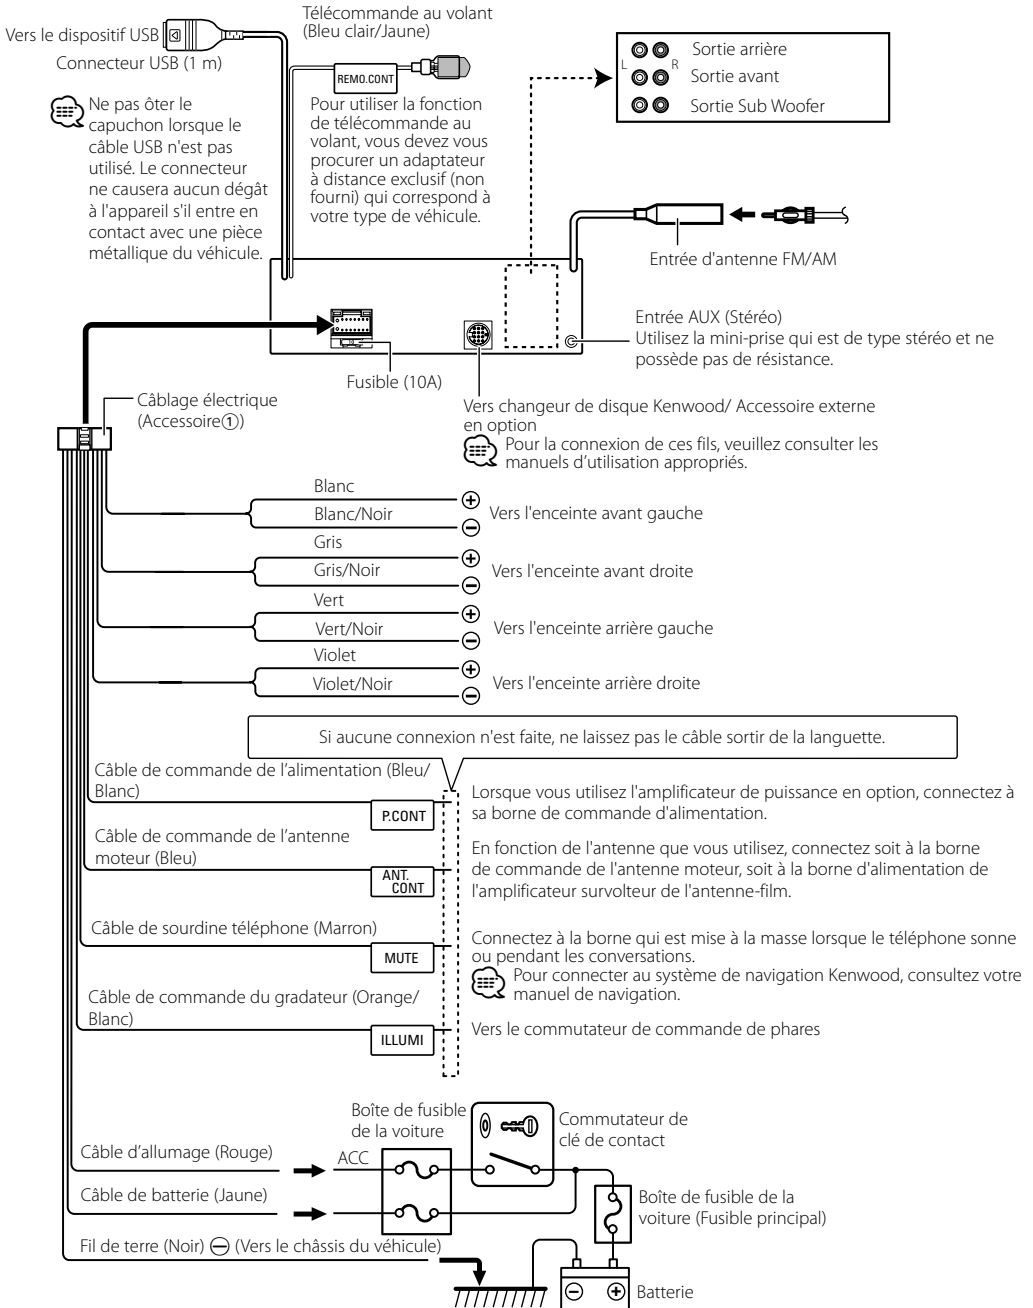 Télécommande au volant
(Bleu clair/Jaune)
Vers le dispositif USB
Connecteur USB (1 m)
REMO.CONT
Ne pas ôter le
capuchon lorsque le
câble USB n'est pas
utilisé. Le connecteur
ne causera aucun dégât
à l'appareil s'il entre en
contact avec une pièce
métallique du véhicule.
Pour utiliser la fonction
de télécommande au
volant, vous devez vous
procurer un adaptateur
à distance exclusif (non
fourni) qui correspond à
votre type de véhicule.
L
R
Sortie arrière
Sortie avant
Sortie Sub Woofer
Entrée d'antenne FM/AM
Entrée AUX (Stéréo)
Utilisez la mini-prise qui est de type stéréo et ne
possède pas de résistance.
Fusible (10A)
Câblage électrique
(Accessoire①)
Vers changeur de disque Kenwood/ Accessoire externe
en option
Pour la connexion de ces fils, veuillez consulter les
manuels d'utilisation appropriés.
Blanc
Blanc/Noir
⊕
⊖
Vers l'enceinte avant gauche
Gris
Gris/Noir
⊕
⊖
Vers l'enceinte avant droite
Vert
Vert/Noir
⊕
⊖
Vers l'enceinte arrière gauche
Violet
Violet/Noir
⊕
⊖
Vers l'enceinte arrière droite
Si aucune connexion n'est faite, ne laissez pas le câble sortir de la languette.
Câble de commande de l'alimentation (Bleu/
Blanc)
P.CONT
Lorsque vous utilisez l'amplificateur de puissance en option, connectez à
sa borne de commande d'alimentation.
Câble de commande de l'antenne
moteur (Bleu)
ANT.
CONT
En fonction de l'antenne que vous utilisez, connectez soit à la borne
de commande de l'antenne moteur, soit à la borne d'alimentation de
l'amplificateur survolteur de l'antenne-film.
Câble de sourdine téléphone (Marron)
MUTE
Connectez à la borne qui est mise à la masse lorsque le téléphone sonne
ou pendant les conversations.
Pour connecter au système de navigation Kenwood, consultez votre
manuel de navigation.
Câble de commande du gradateur (Orange/
Blanc)
ILLUMI
Vers le commutateur de commande de phares
Boîte de fusible
de la voiture
Commutateur de
clé de contact
Câble d'allumage (Rouge)
ACC
Câble de batterie (Jaune)
Boîte de fusible de la
voiture (Fusible principal)
Fil de terre (Noir) ⊖ (Vers le châssis du véhicule)
⊖
⊕
Batterie